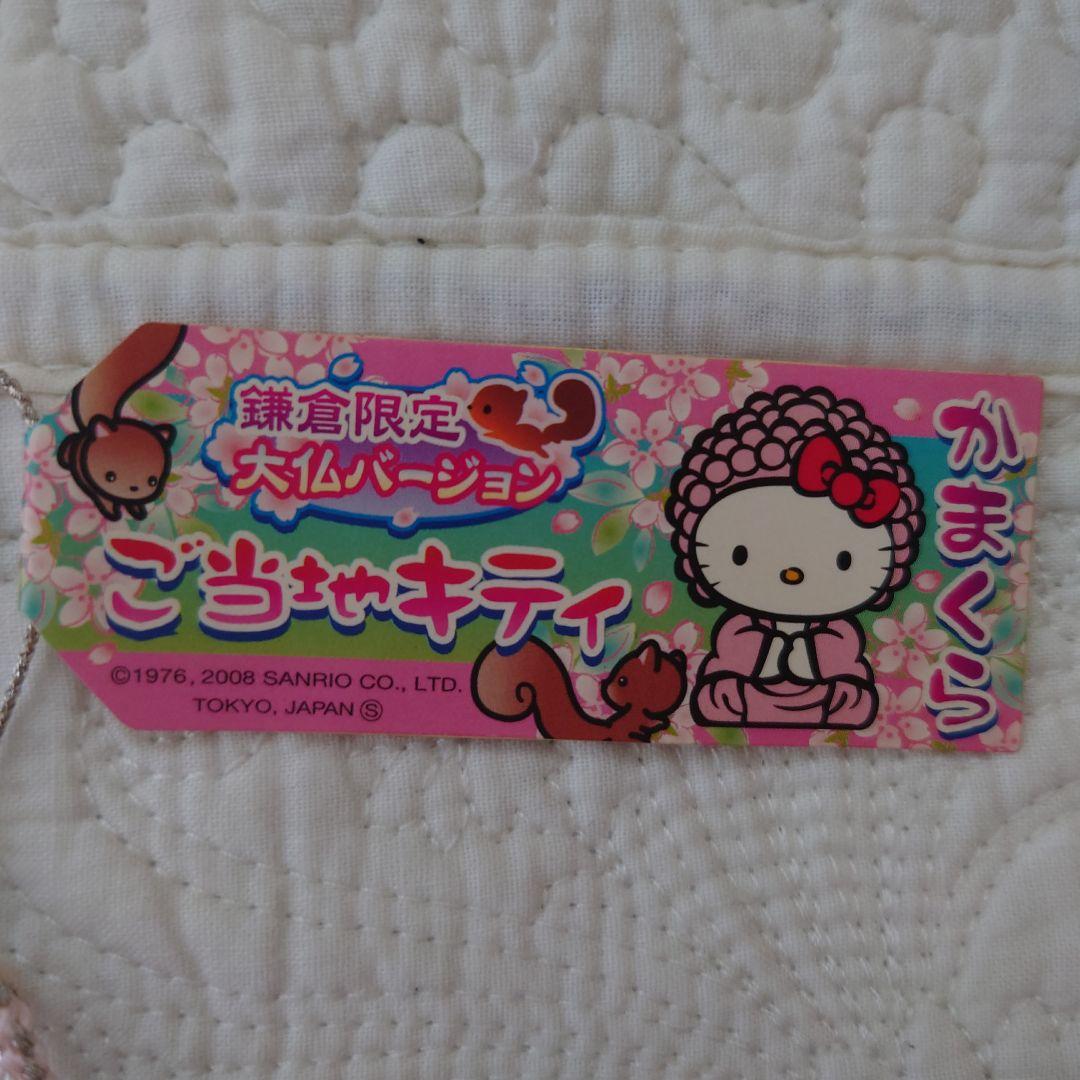 鎌倉限定
大仏バージョン
ご当地キティ
©1976, 2008 SANRIO CO., LTD.
TOKYO, JAPAN Ⓢ
かまくら